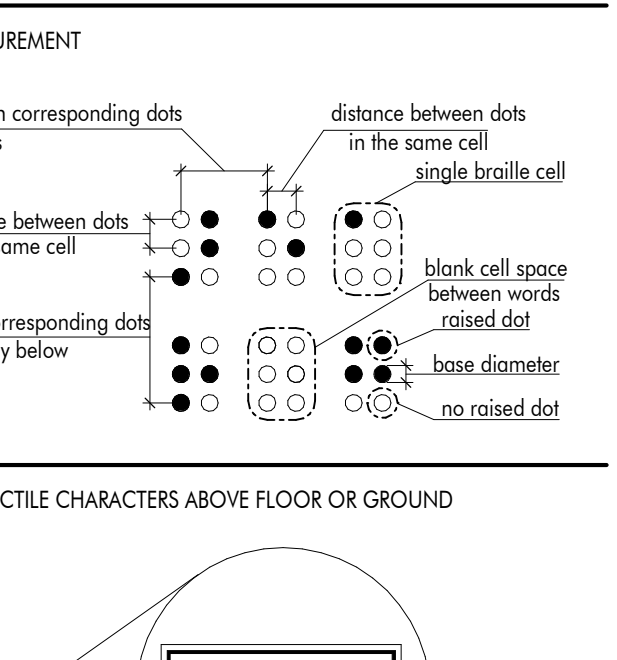 UREMENT
n corresponding dots
s
distance between dots
in the same cell
single braille cell
e between dots
ame cell
blank cell space
between words
raised dot
rresponding dots
y below
base diameter
no raised dot
CTILE CHARACTERS ABOVE FLOOR OR GROUND